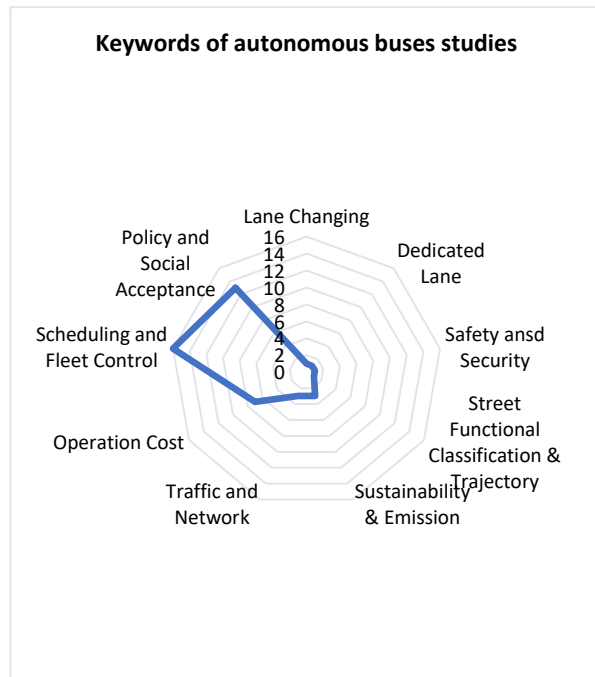 Keywords of autonomous buses studies
Lane Changing
Dedicated
Lane
Safety ansd
Security
Street
Functional
Classification &
Trajectory
Sustainability
& Emission
Traffic and
Network
Operation Cost
Scheduling and
Fleet Control
Policy and
Social
Acceptance
16
14
12
10
8
6
4
2
0